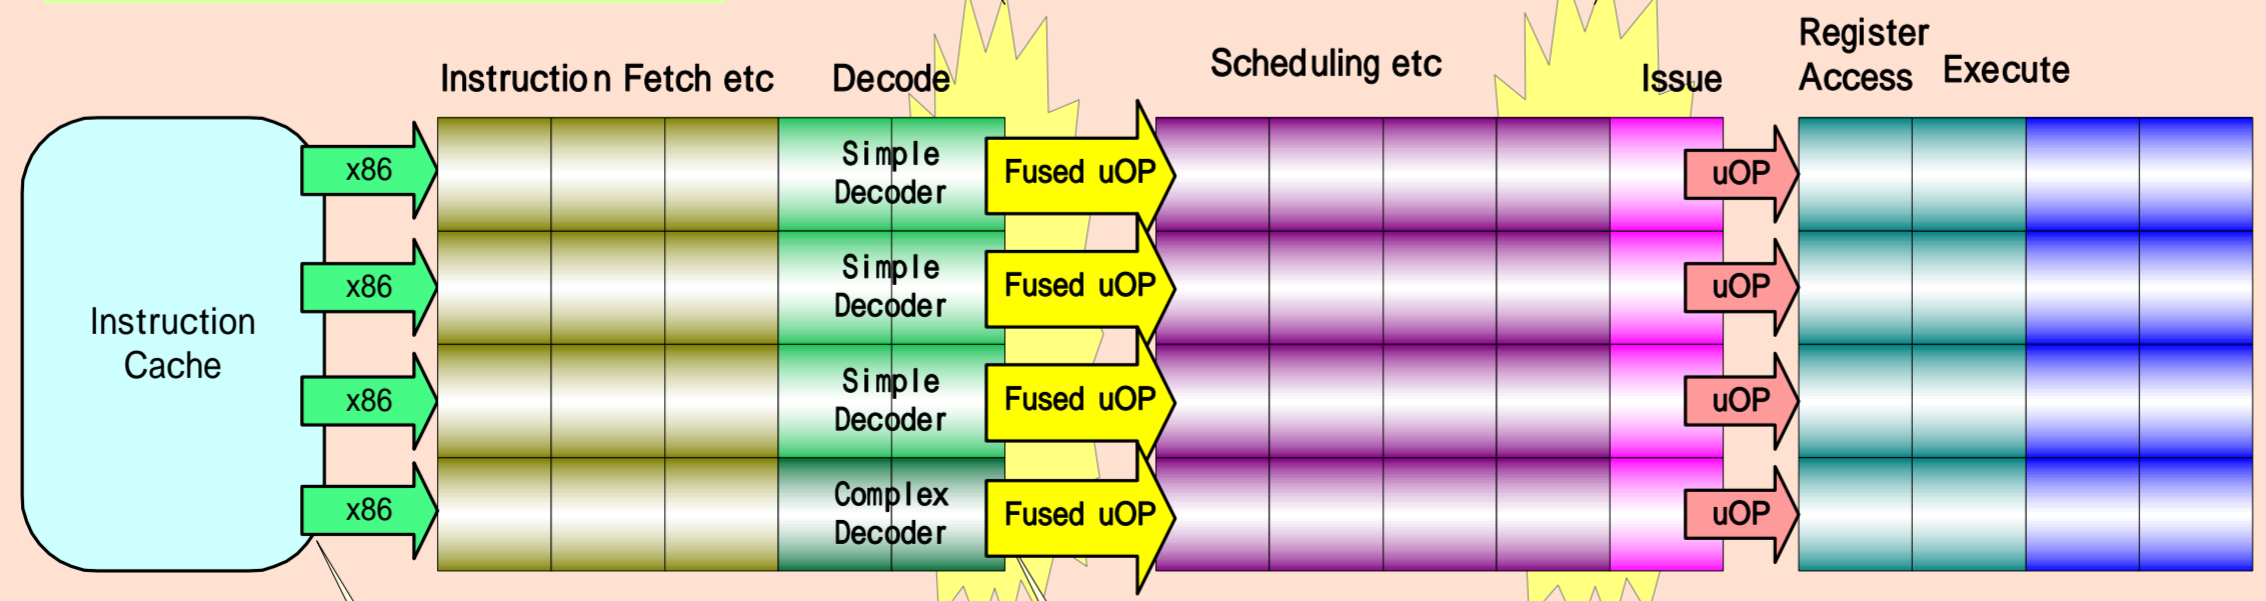 Instruction Fetch etc
Decode
Scheduling etc
Issue
Register
Access
Execute
Instruction
Cache
x86
Simple
Decoder
Fused uOP
uOP
x86
Simple
Decoder
Fused uOP
uOP
x86
Simple
Decoder
Fused uOP
uOP
x86
Complex
Decoder
Fused uOP
uOP